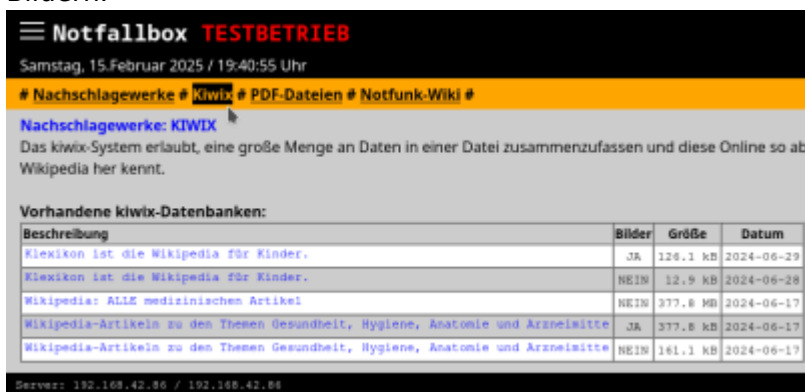 Bildern.
Notfallbox TESTBETRIEB
Samstag, 15.Februar 2025 / 19:40:55 Uhr
# Nachschlagewerke # Kiwix # PDF-Dateien # Notfunk-Wiki #
Nachschlagewerke: KIWIX
Das kiwix-System erlaubt, eine große Menge an Daten in einer Datei zusammenzufassen und diese Online so ab
Wikipedia her kennt.
Vorhandene kiwix-Datenbanken:
Beschreibung Bilder Größe Datum
Klexikon ist die Wikipedia für Kinder. JA 126.1 kB 2024-06-29
Klexikon ist die Wikipedia für Kinder. NEIN 12.9 kB 2024-06-28
Wikipedia: ALLE medizinischen Artikel NEIN 377.8 MB 2024-06-17
Wikipedia-Artikeln zu den Themen Gesundheit, Hygiene, Anatomie und Arzneimitte JA 377.8 kB 2024-06-17
Wikipedia-Artikeln zu den Themen Gesundheit, Hygiene, Anatomie und Arzneimitte NEIN 161.1 kB 2024-06-17
Server: 192.168.42.86 / 192.168.42.86